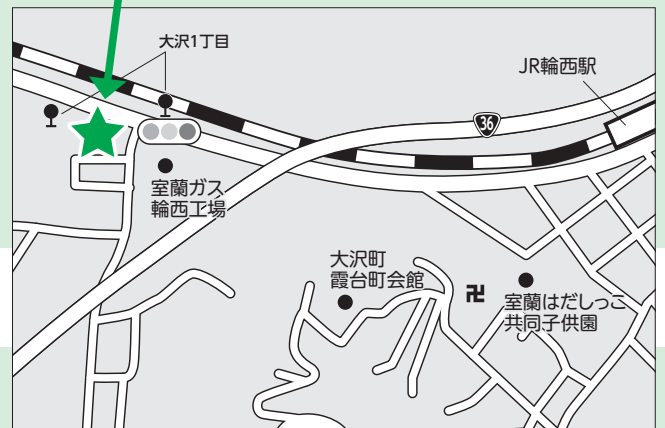 大沢1丁目
JR輪西駅
36
室蘭ガス
輪西工場
大沢町
霞台町会館
卍
室蘭はだしっこ
共同子供園